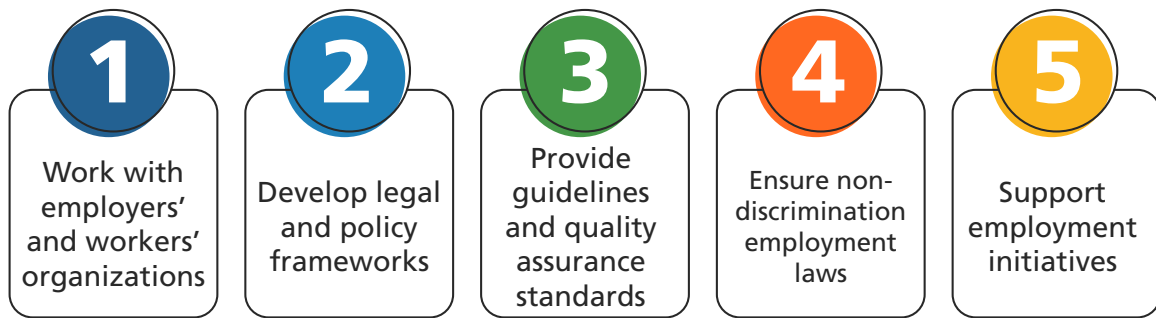 1
Work with
employers’
and workers’
organizations
2
Develop legal
and policy
frameworks
3
Provide
guidelines
and quality
assurance
standards
4
Ensure non-
discrimination
employment
laws
5
Support
employment
initiatives